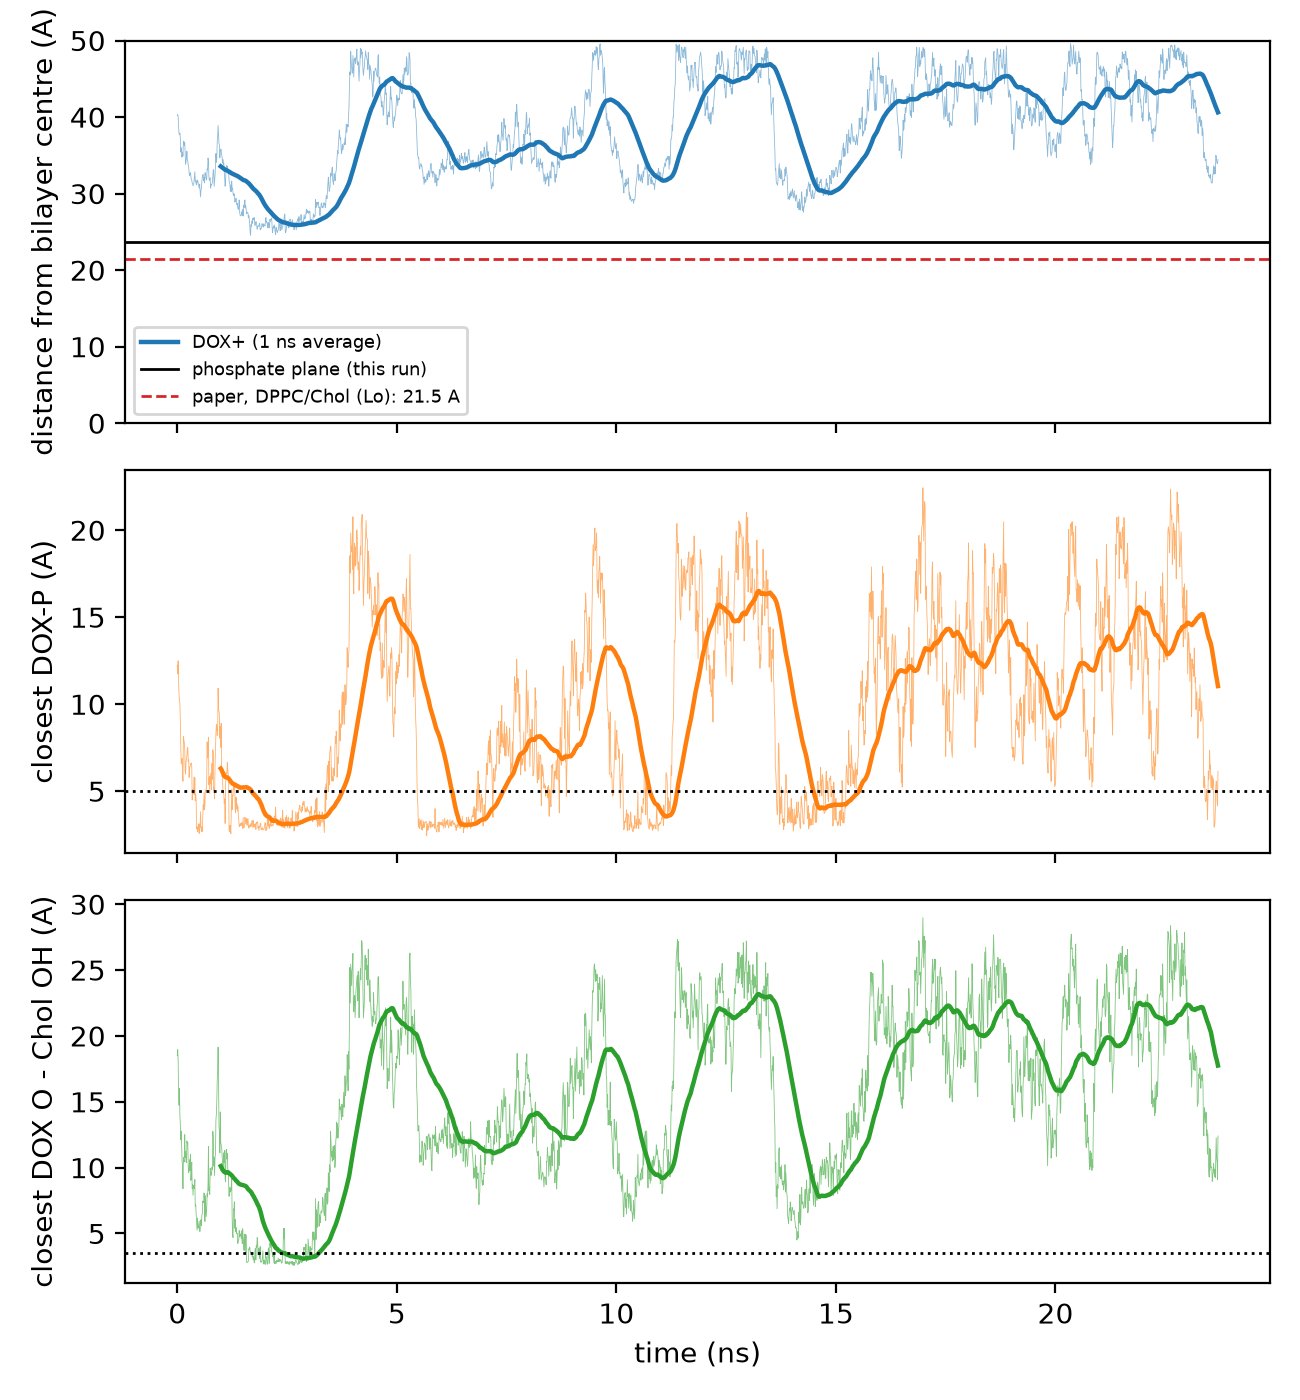 distance from bilayer centre (A)
50
40
30
20
10
0
DOX+ (1 ns average)
phosphate plane (this run)
paper, DPPC/Chol (Lo): 21.5 A
closest DOX-P (A)
20
15
10
5
closest DOX O - Chol OH (A)
30
25
20
15
10
5
0 5 10 15 20
time (ns)